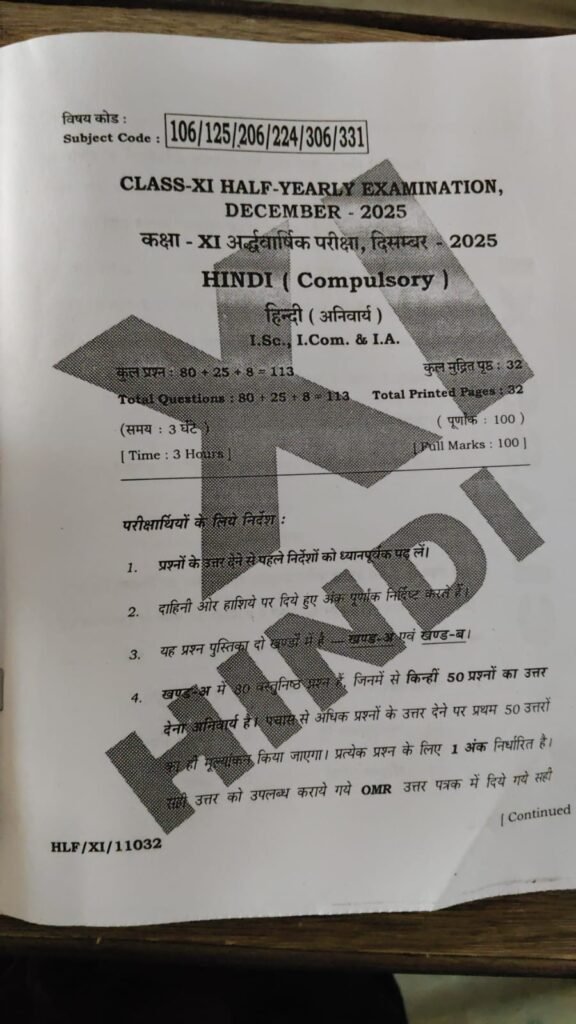 विषय कोड :
Subject Code : 106/125/206/224/306/331
CLASS-XI HALF-YEARLY EXAMINATION,
DECEMBER - 2025
कक्षा - XI अर्द्धवार्षिक परीक्षा, दिसम्बर - 2025
HINDI ( Compulsory )
हिन्दी ( अनिवार्य )
I.Sc., I.Com. & I.A.
कुल प्रश्न : 80 + 25 + 8 = 113 कुल मुद्रित पृष्ठ : 32
Total Questions : 80 + 25 + 8 = 113 Total Printed Pages : 32
(समय : 3 घंटे ) ( पूर्णांक : 100 )
[ Time : 3 Hours ] [ Full Marks : 100 ]
परीक्षार्थियों के लिये निर्देश :
1. प्रश्नों के उत्तर देने से पहले निर्देशों को ध्यानपूर्वक पढ़ लें।
2. दाहिनी ओर हाशिये पर दिये हुए अंक पूर्णांक निर्दिष्ट करते हैं।
3. यह प्रश्न पुस्तिका दो खण्डों में है — खण्ड-अ एवं खण्ड-ब।
4. खण्ड-अ में 80 वस्तुनिष्ठ प्रश्न हैं, जिनमें से किन्हीं 50 प्रश्नों का उत्तर
देना अनिवार्य है। पचास से अधिक प्रश्नों के उत्तर देने पर प्रथम 50 उत्तरों
का ही मूल्यांकन किया जाएगा। प्रत्येक प्रश्न के लिए 1 अंक निर्धारित है।
सही उत्तर को उपलब्ध कराये गये OMR उत्तर पत्रक में दिये गये सही
[ Continued
HLF/XI/11032
XI
HINDI